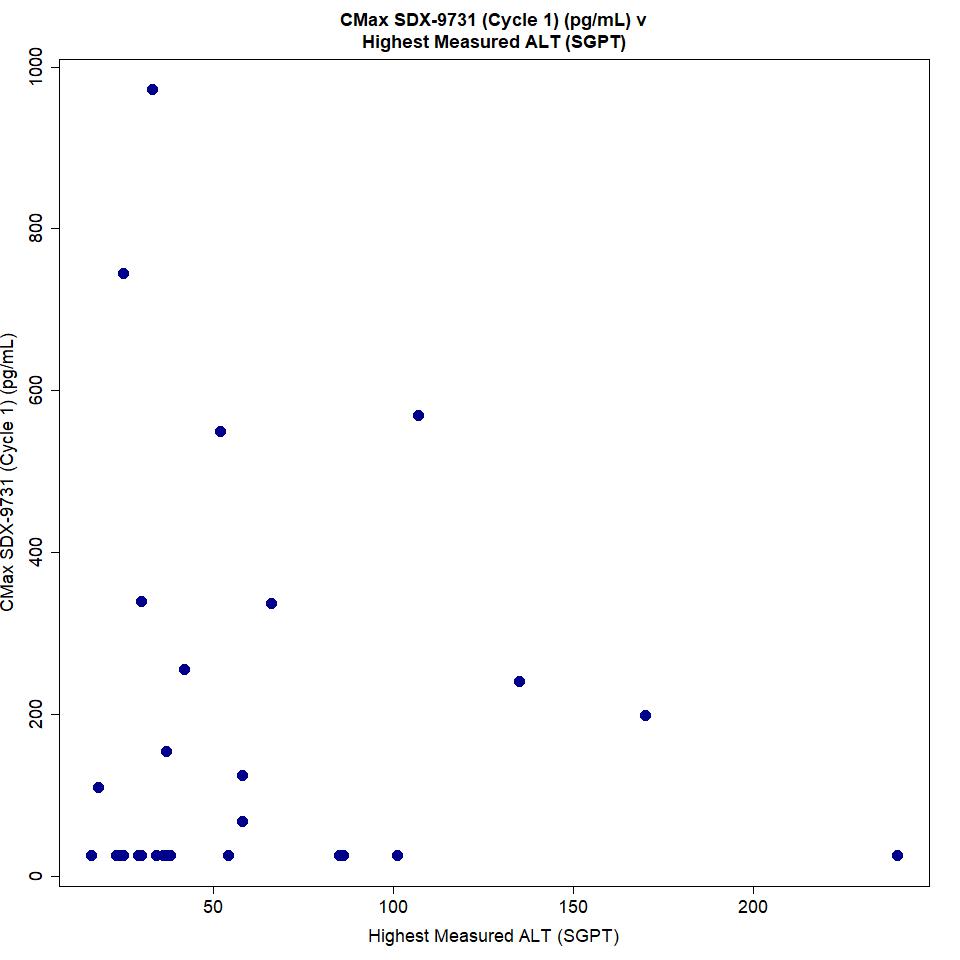 CMax SDX-9731 (Cycle 1) (pg/mL) v
Highest Measured ALT (SGPT)
CMax SDX-9731 (Cycle 1) (pg/mL)
1000
800
600
400
200
0
50 100 150 200
Highest Measured ALT (SGPT)